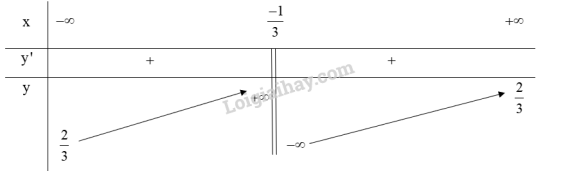 x -∞ -1/3 +∞
y' + +
y +∞ 2/3
Loigiaihay.com
2/3 -∞